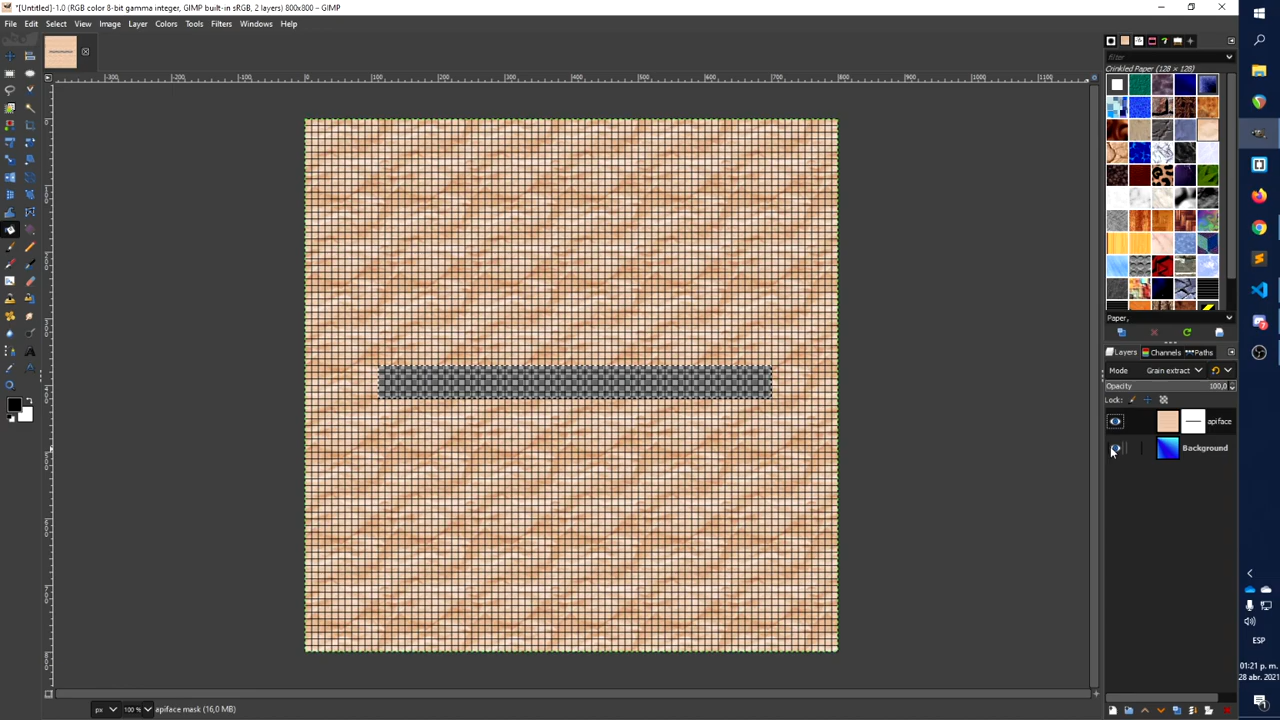 *[Untitled]-1.0 (RGB color 8-bit gamma integer, GIMP built-in sRGB, 2 layers) 800x800 – GIMP
File Edit Select View Image Layer Colors Tools Filters Windows Help
filter
Crinkled Paper (128 × 128)
Paper,
Layers Channels Paths
Mode Grain extract
Opacity 100,0
Lock:
apiface
Background
ESP
01:21 p. m.
28 abr. 2021
px 100 % apiface mask (16,0 MB)